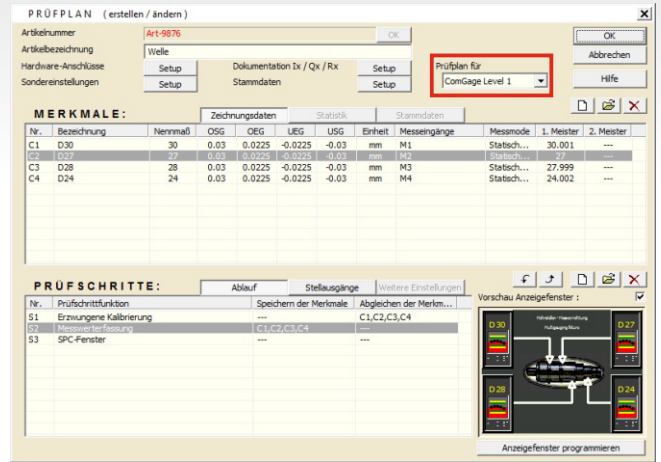 PRÜFPLAN (erstellen / ändern)
Artikelnummer Art-9876 OK OK
Artikelbezeichnung Welle Abbrechen
Hardware-Anschlüsse Setup Dokumentation Ix / Qx / Rx Setup Prüfplan für
Sondereinstellungen Setup Stammdaten Setup ComGage Level 1 Hilfe
MERKMALE: Zeichnungsdaten Statistik Stammdaten
Nr. Bezeichnung Nennmaß OSG OEG UEG USG Einheit Messeingänge Messmode 1. Meister 2. Meister
C1 D30 30 0.03 0.0225 -0.0225 -0.03 mm M1 Statisch... 30.001 ---
C2 D27 27 0.03 0.0225 -0.0225 -0.03 mm M2 Statisch... 27 ---
C3 D28 28 0.03 0.0225 -0.0225 -0.03 mm M3 Statisch... 27.999 ---
C4 D24 24 0.03 0.0225 -0.0225 -0.03 mm M4 Statisch... 24.002 ---
PRÜFSCHRITTE: Ablauf Stellausgänge Weitere Einstellungen
Nr. Prüfschrittfunktion Speichern der Merkmale Abgleichen der Merkm...
S1 Erzwungene Kalibrierung --- C1,C2,C3,C4
S2 Messwerterfassung C1,C2,C3,C4 ---
S3 SPC-Fenster --- ---
Vorschau Anzeigefenster :
D30 D27
D28 D24
Anzeigefenster programmieren